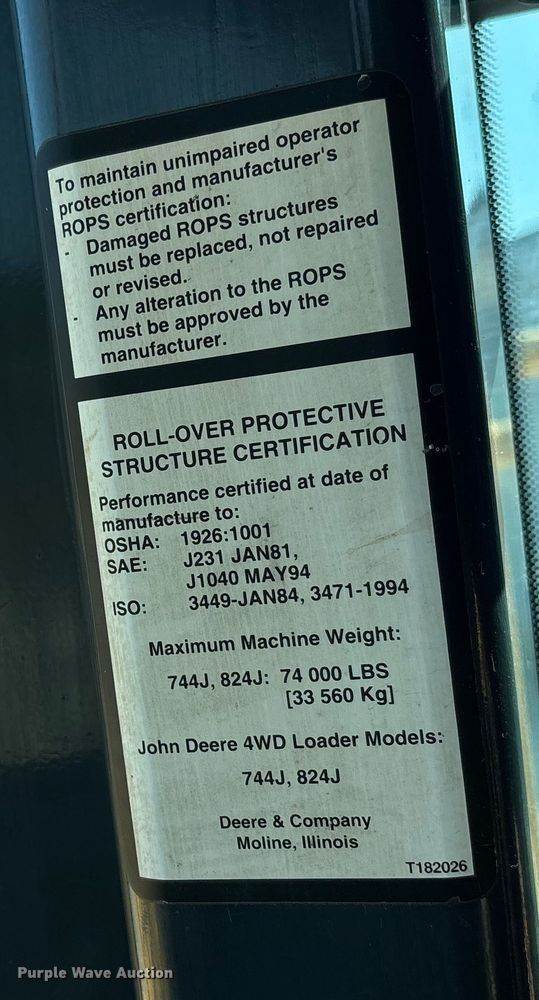 To maintain unimpaired operator
protection and manufacturer's
ROPS certification:
- Damaged ROPS structures
must be replaced, not repaired
or revised.
- Any alteration to the ROPS
must be approved by the
manufacturer.
ROLL-OVER PROTECTIVE
STRUCTURE CERTIFICATION
Performance certified at date of
manufacture to:
OSHA: 1926:1001
SAE: J231 JAN81,
J1040 MAY94
ISO: 3449-JAN84, 3471-1994
Maximum Machine Weight:
744J, 824J: 74 000 LBS
[33 560 Kg]
John Deere 4WD Loader Models:
744J, 824J
Deere & Company
Moline, Illinois
T182026
Purple Wave Auction